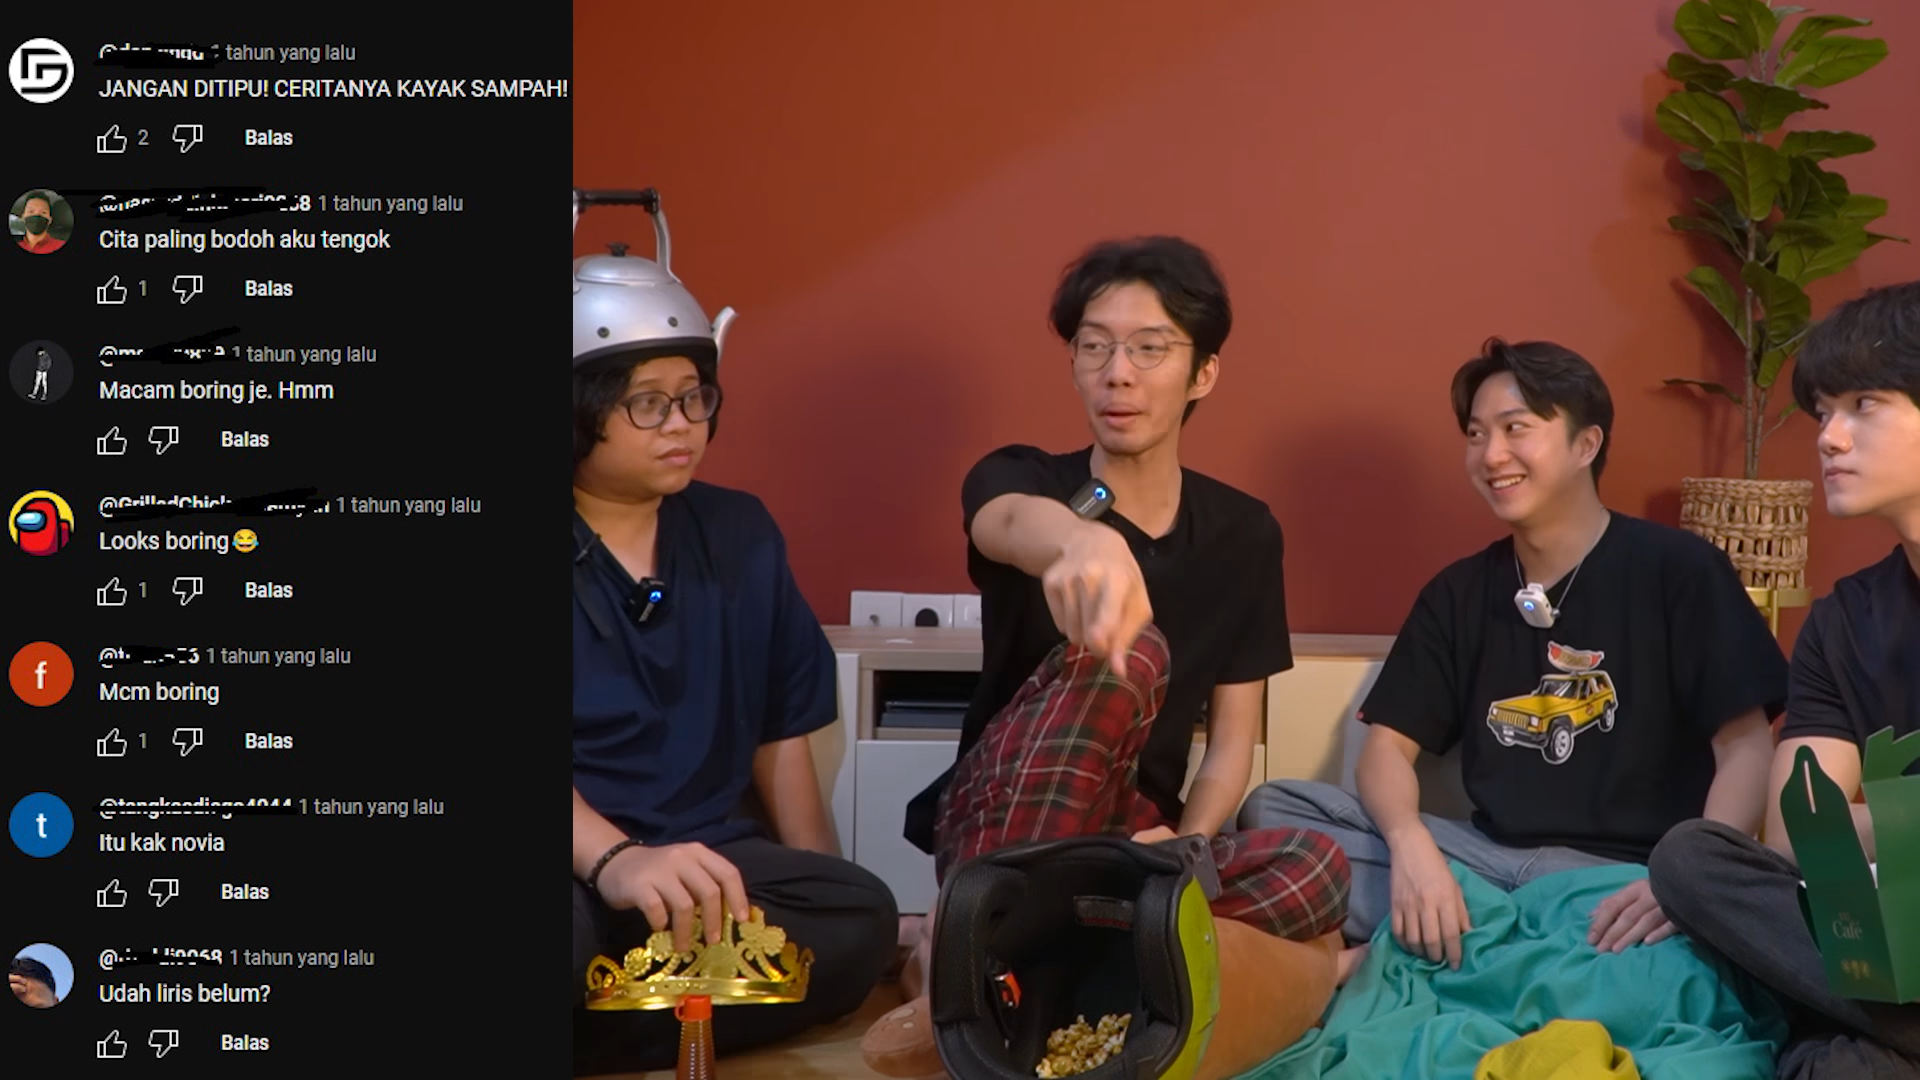 1 tahun yang lalu
JANGAN DITIPU! CERITANYA KAYAK SAMPAH!
2 Balas
1 tahun yang lalu
Cita paling bodoh aku tengok
1 Balas
1 tahun yang lalu
Macam boring je. Hmm
Balas
1 tahun yang lalu
Looks boring😂
1 Balas
f
1 tahun yang lalu
Mcm boring
1 Balas
t
1 tahun yang lalu
Itu kak novia
Balas
1 tahun yang lalu
Udah liris belum?
Balas
Café